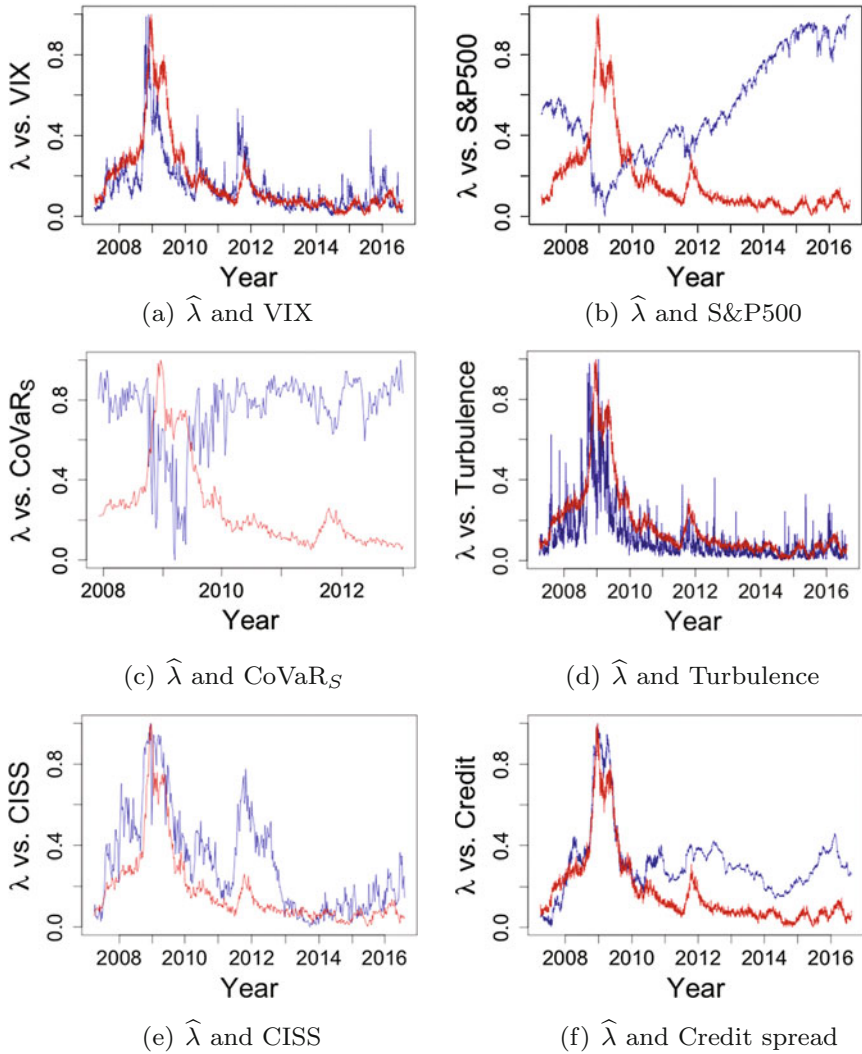 λ vs. VIX
0.0 0.4 0.8
2008 2010 2012 2014 2016
Year
(a) λ̂ and VIX
λ vs. S&P500
0.0 0.4 0.8
2008 2010 2012 2014 2016
Year
(b) λ̂ and S&P500
λ vs. CoVaR_S
0.0 0.4 0.8
2008 2010 2012
Year
(c) λ̂ and CoVaR_S
λ vs. Turbulence
0.0 0.4 0.8
2008 2010 2012 2014 2016
Year
(d) λ̂ and Turbulence
λ vs. CISS
0.0 0.4 0.8
2008 2010 2012 2014 2016
Year
(e) λ̂ and CISS
λ vs. Credit
0.0 0.4 0.8
2008 2010 2012 2014 2016
Year
(f) λ̂ and Credit spread